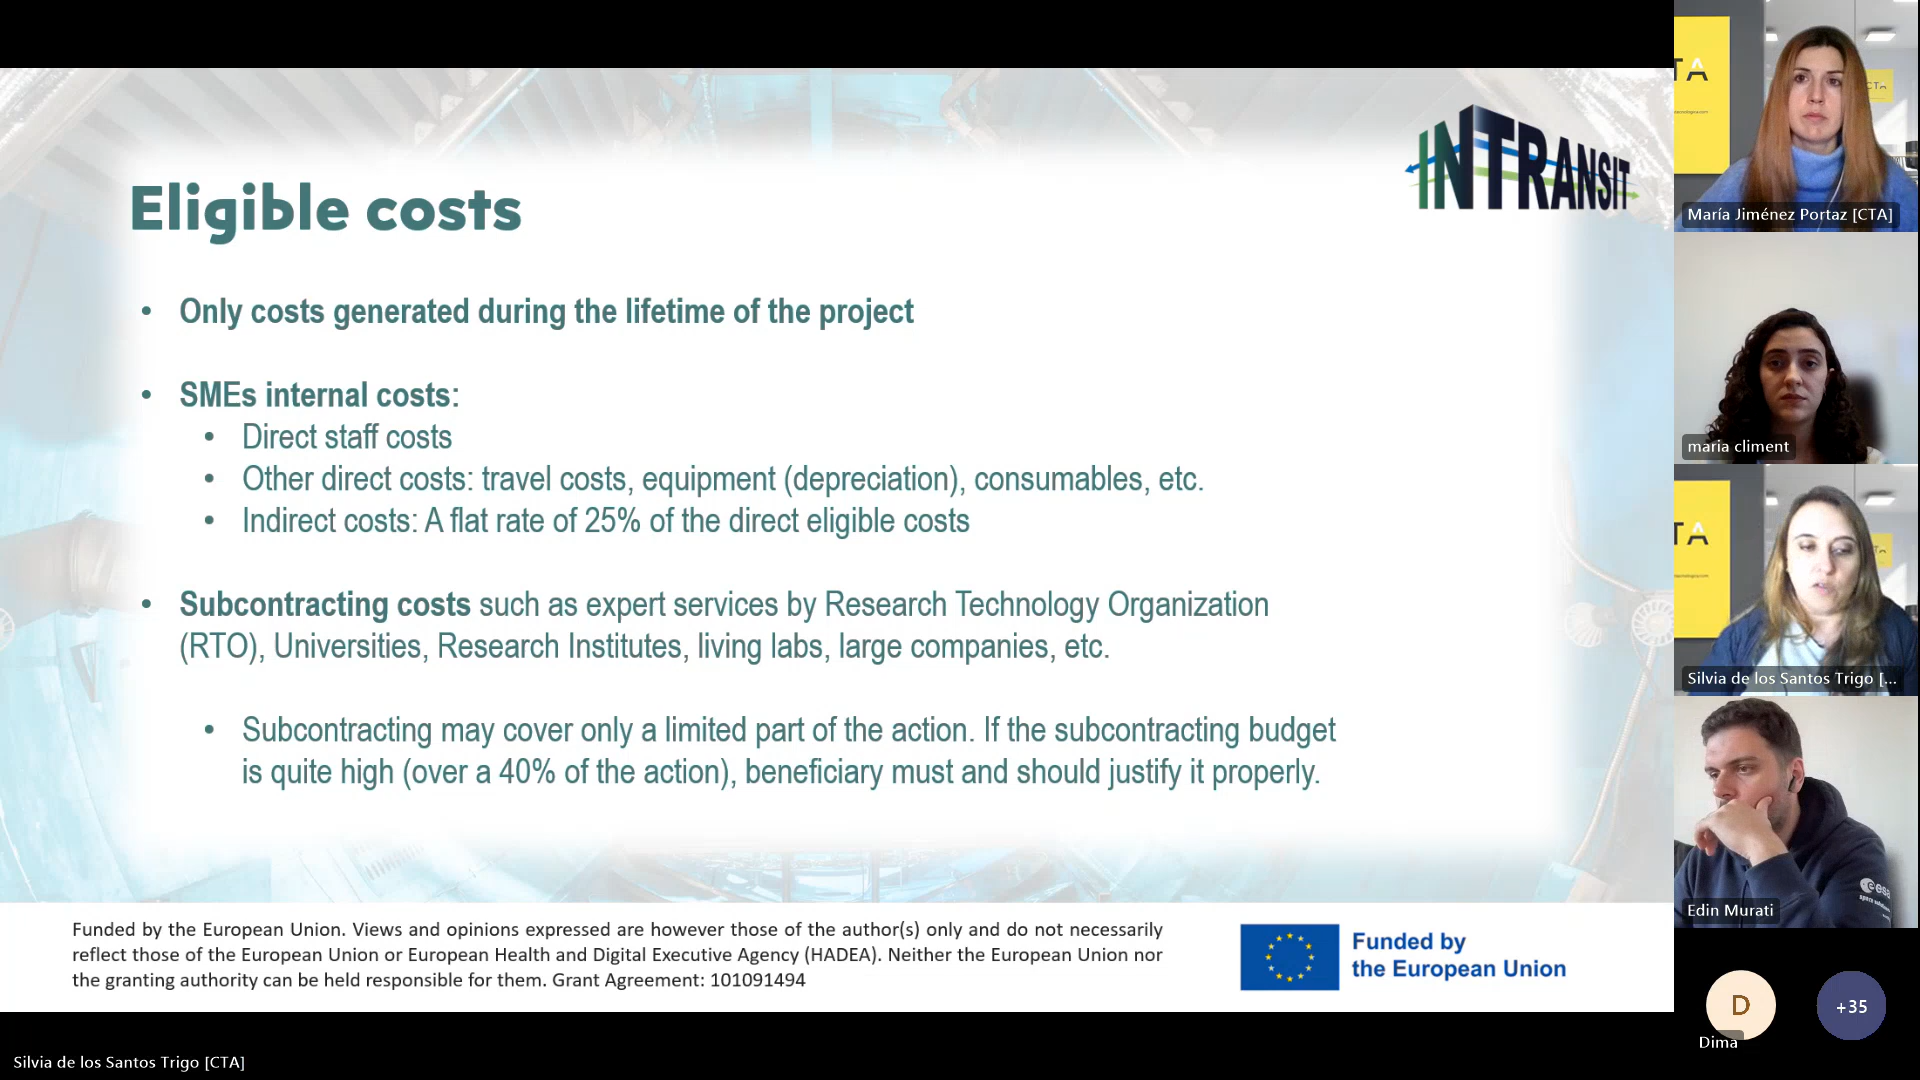 Eligible costs
INTRANSIT
• Only costs generated during the lifetime of the project
• SMEs internal costs:
• Direct staff costs
• Other direct costs: travel costs, equipment (depreciation), consumables, etc.
• Indirect costs: A flat rate of 25% of the direct eligible costs
• Subcontracting costs such as expert services by Research Technology Organization
(RTO), Universities, Research Institutes, living labs, large companies, etc.
• Subcontracting may cover only a limited part of the action. If the subcontracting budget
is quite high (over a 40% of the action), beneficiary must and should justify it properly.
Funded by the European Union. Views and opinions expressed are however those of the author(s) only and do not necessarily
reflect those of the European Union or European Health and Digital Executive Agency (HADEA). Neither the European Union nor
the granting authority can be held responsible for them. Grant Agreement: 101091494
Funded by
the European Union
Silvia de los Santos Trigo [CTA]
TA
CTA
María Jiménez Portaz [CTA]
maria climent
TA
Silvia de los Santos Trigo [...
esa
Edin Murati
D
Dima
+35